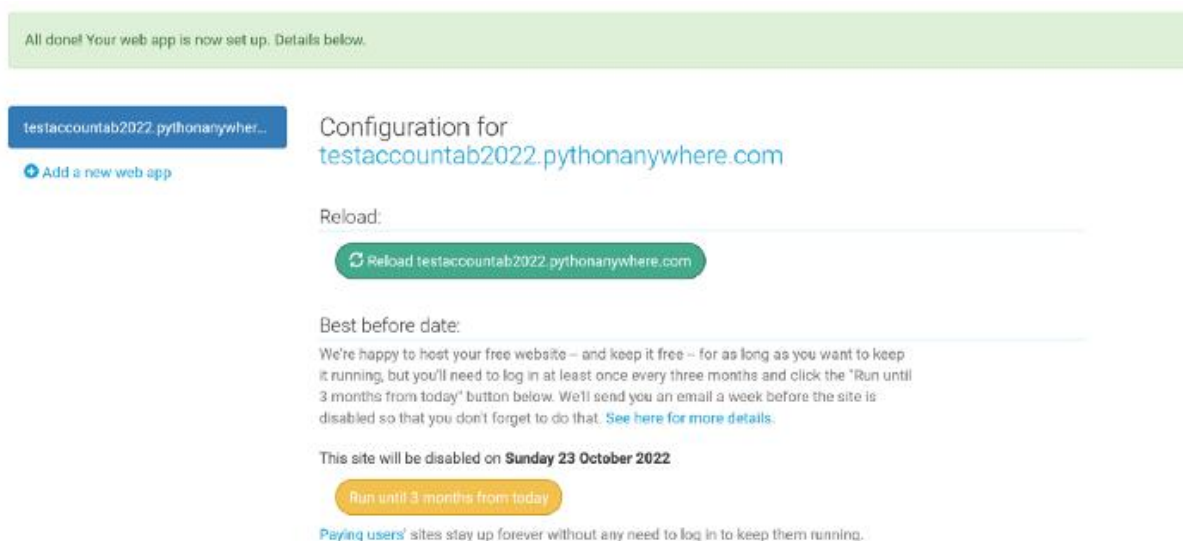 All done! Your web app is now set up. Details below.
testaccountab2022.pythonanywher...
Add a new web app
Configuration for
testaccountab2022.pythonanywhere.com
Reload:
Reload testaccountab2022.pythonanywhere.com
Best before date:
We're happy to host your free website – and keep it free – for as long as you want to keep
it running, but you'll need to log in at least once every three months and click the "Run until
3 months from today" button below. We'll send you an email a week before the site is
disabled so that you don't forget to do that. See here for more details.
This site will be disabled on Sunday 23 October 2022
Run until 3 months from today
Paying users' sites stay up forever without any need to log in to keep them running.